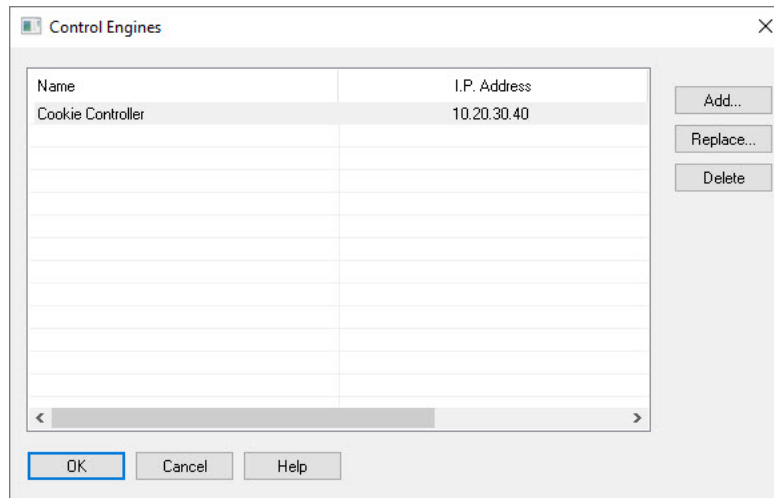 Control Engines
Name I.P. Address
Cookie Controller 10.20.30.40
Add...
Replace...
Delete
OK Cancel Help